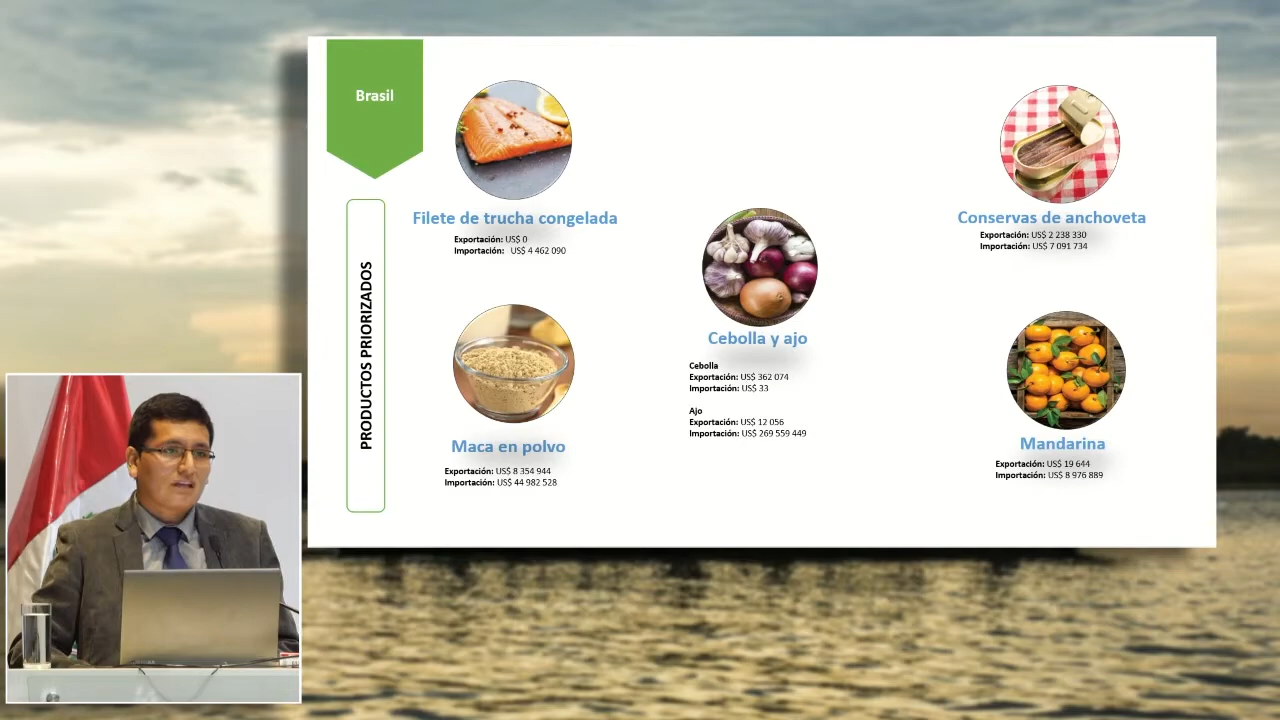 Brasil
PRODUCTOS PRIORIZADOS
Filete de trucha congelada
Exportación: US$ 0
Importación: US$ 4 462 090
Conservas de anchoveta
Exportación: US$ 2 238 330
Importación: US$ 7 091 734
Cebolla y ajo
Cebolla
Exportación: US$ 362 074
Importación: US$ 33
Ajo
Exportación: US$ 12 056
Importación: US$ 269 559 449
Maca en polvo
Exportación: US$ 8 354 944
Importación: US$ 44 982 528
Mandarina
Exportación: US$ 19 644
Importación: US$ 8 976 889